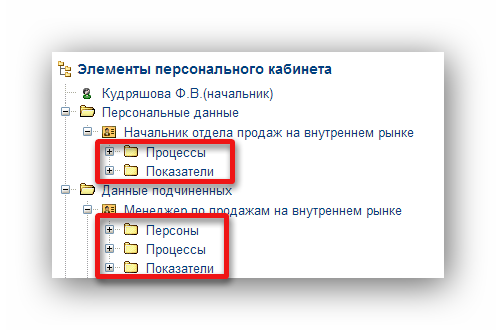 Элементы персонального кабинета
Кудряшова Ф.В.(начальник)
Персональные данные
Начальник отдела продаж на внутреннем рынке
Процессы
Показатели
Данные подчиненных
Менеджер по продажам на внутреннем рынке
Персоны
Процессы
Показатели